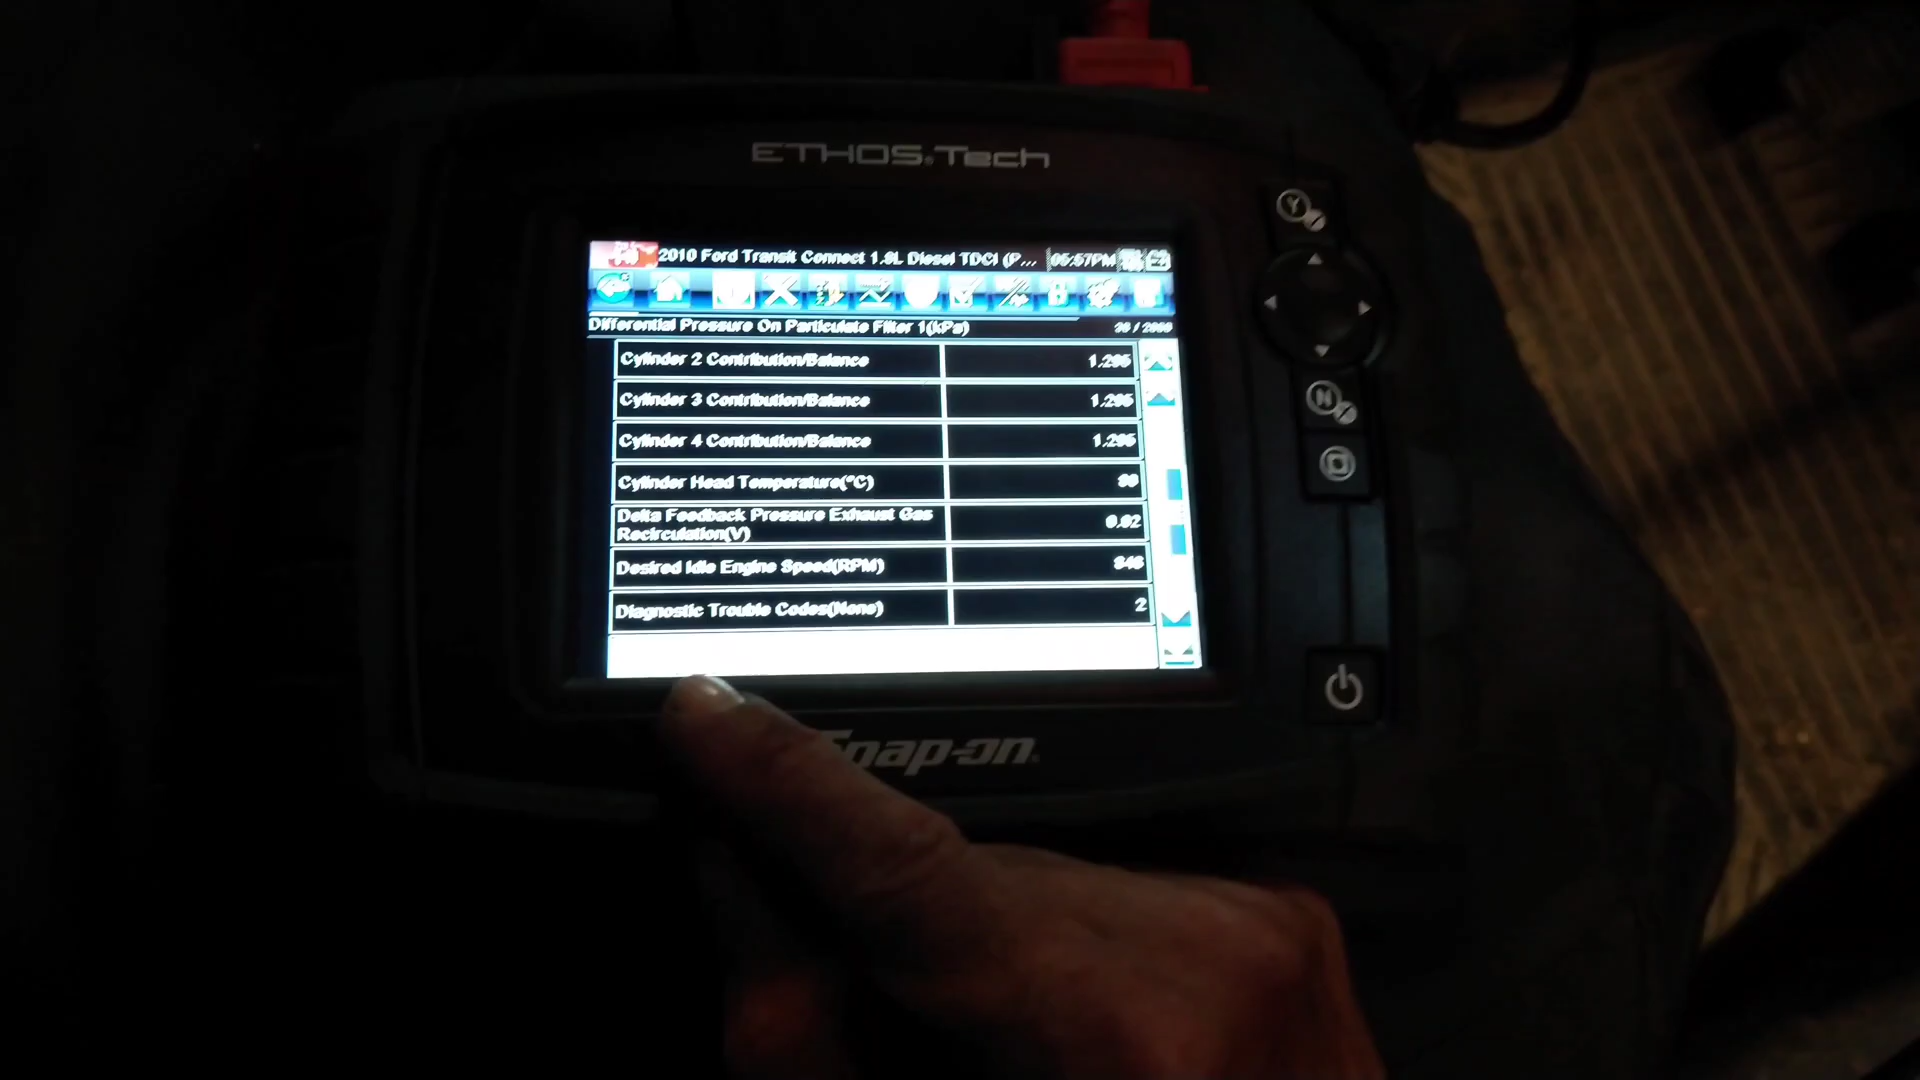 ETHOS®Tech
2010 Ford Transit Connect 1.8L Diesel TDCI (P... 05:57PM
Differential Pressure On Particulate Filter 1(kPa)
Cylinder 2 Contribution/Balance 1.295
Cylinder 3 Contribution/Balance 1.295
Cylinder 4 Contribution/Balance 1.295
Cylinder Head Temperature(°C)
Delta Feedback Pressure Exhaust Gas
Recirculation(V) 0.02
Desired Idle Engine Speed(RPM)
Diagnostic Trouble Codes(None) 2
Y
N
Snap-on